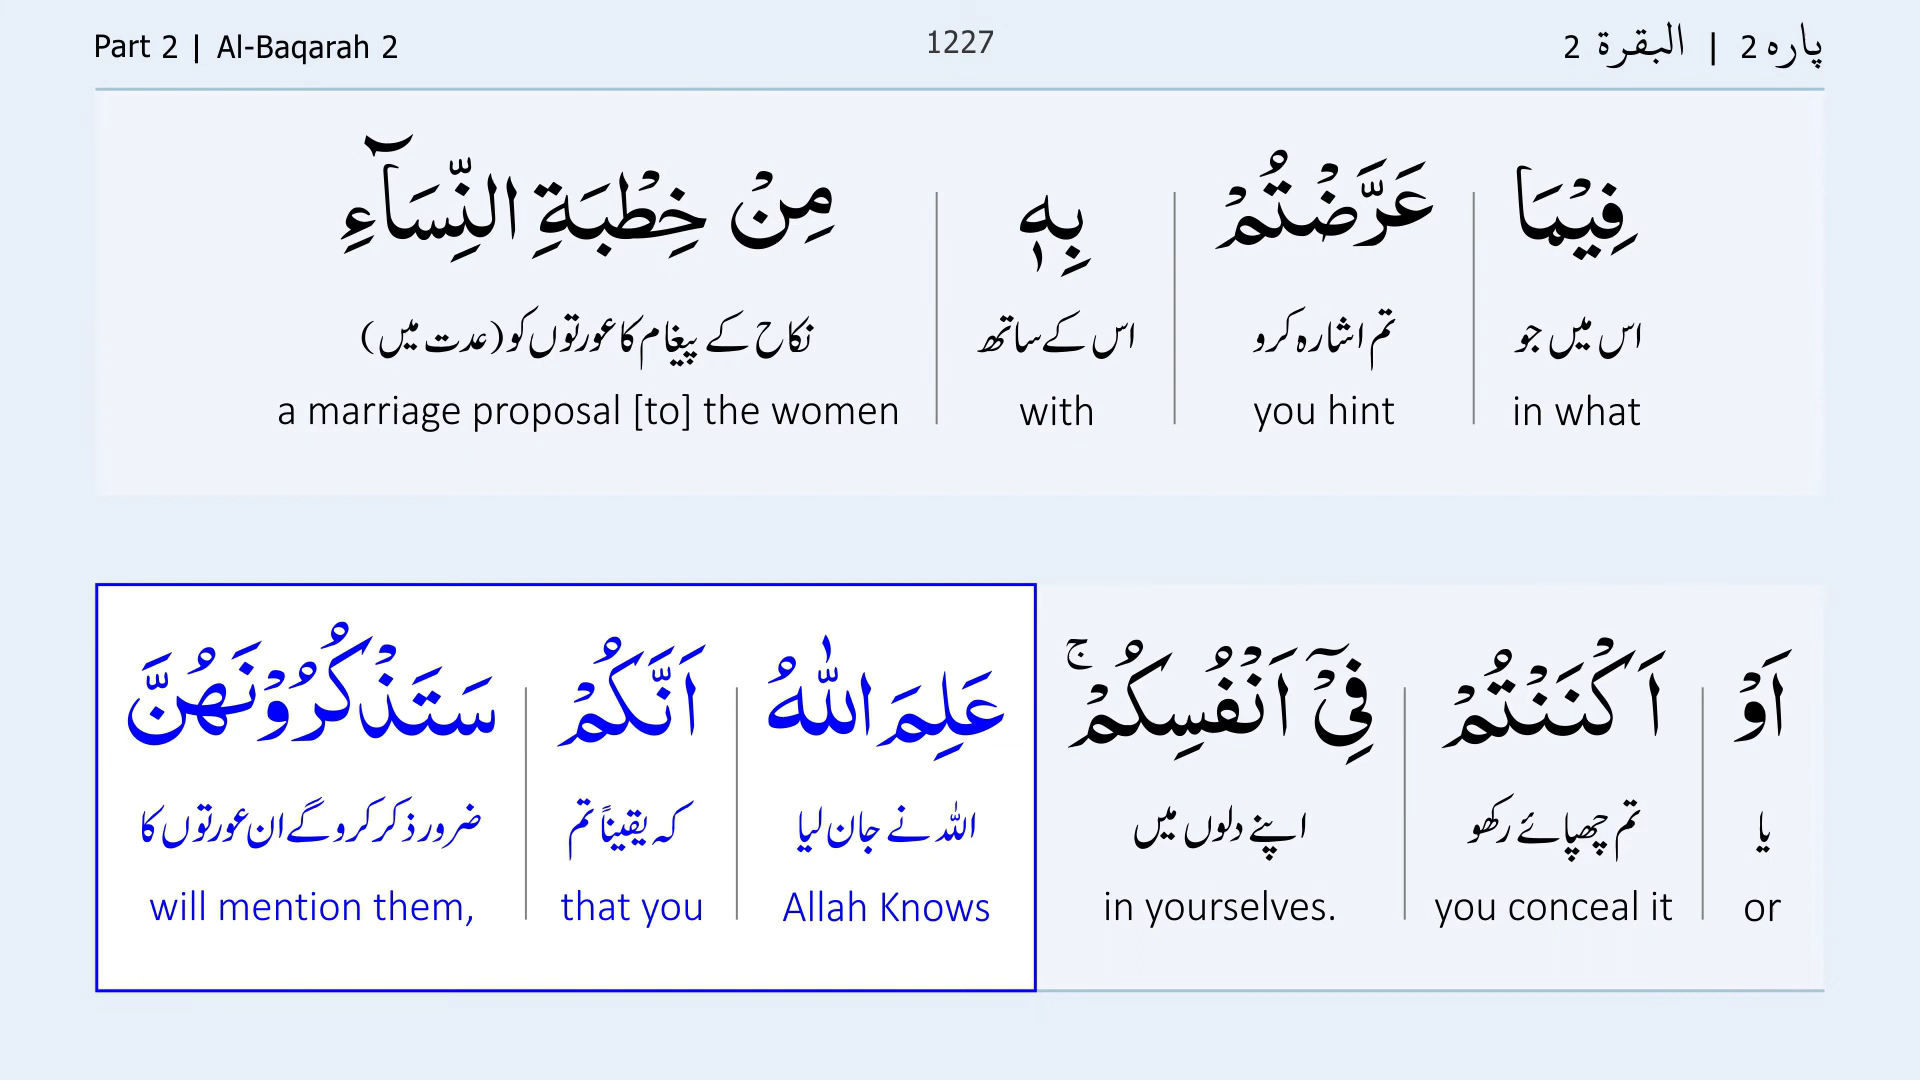 Part 2 | Al-Baqarah 2 1227 پارہ 2 | البقرة 2
فِيْمَا عَرَّضْتُمْ بِهٖ مِنْ خِطْبَةِ النِّسَآءِ
اس میں جو تم اشارہ کرو اس کے ساتھ نکاح کے پیغام کا عورتوں کو (عدت میں)
in what you hint with a marriage proposal [to] the women
اَوْ اَكْنَنْتُمْ فِيْٓ اَنْفُسِكُمْ ۚ عَلِمَ اللّٰهُ اَنَّكُمْ سَتَذْكُرُوْنَهُنَّ
یا تم چھپائے رکھو اپنے دلوں میں اللہ نے جان لیا کہ یقیناً تم ضرور ذکر کرو گے ان عورتوں کا
or you conceal it in yourselves. Allah Knows that you will mention them,